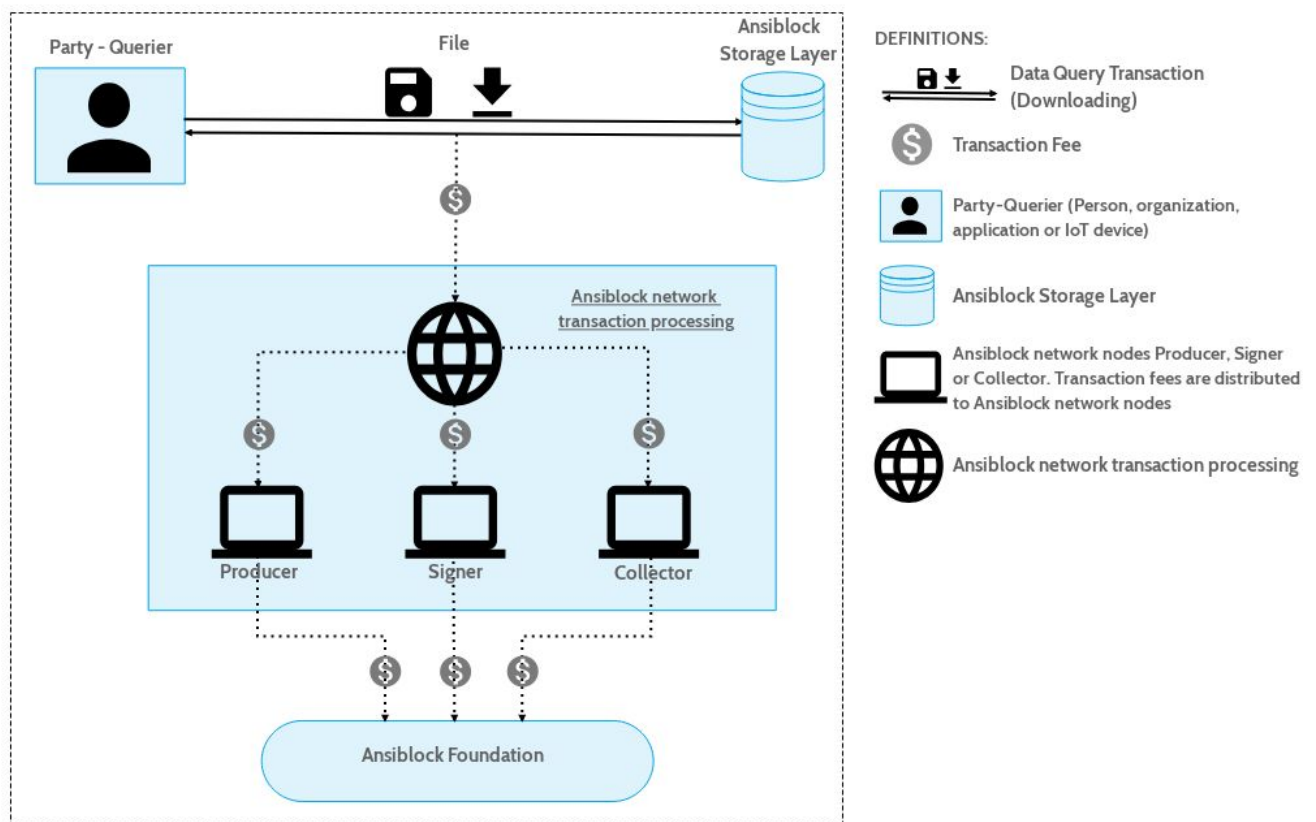 Party - Querier
File
Ansiblock
Storage Layer
$
Ansiblock network
transaction processing
$
$
$
Producer
Signer
Collector
$
$
$
Ansiblock Foundation
DEFINITIONS:
Data Query Transaction
(Downloading)
$
Transaction Fee
Party-Querier (Person, organization,
application or IoT device)
Ansiblock Storage Layer
Ansiblock network nodes Producer, Signer
or Collector. Transaction fees are distributed
to Ansiblock network nodes
Ansiblock network transaction processing